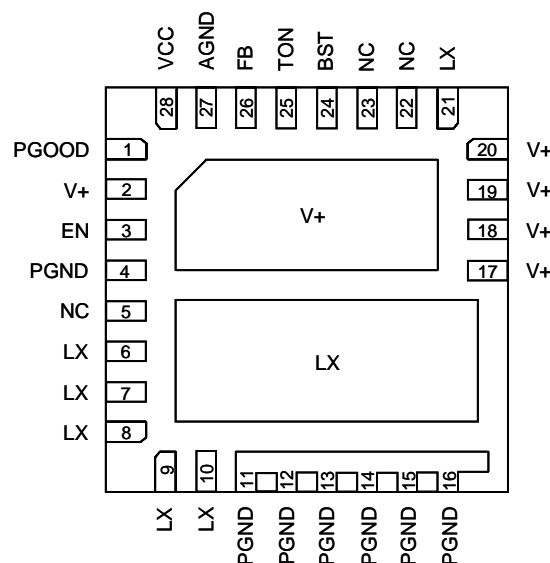 VCC AGND FB TON BST NC NC LX
28 27 26 25 24 23 22 21
PGOOD 1 20 V+
V+ 2 19 V+
EN 3 18 V+
PGND 4 17 V+
V+
NC 5
LX 6
LX
LX 7
LX 8
9 10 11 12 13 14 15 16
LX LX PGND PGND PGND PGND PGND PGND